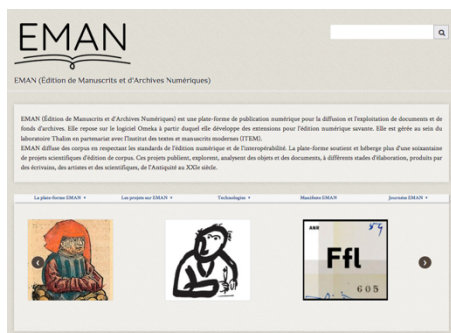 EMAN
EMAN (Édition de Manuscrits et d'Archives Numériques)
EMAN (Édition de Manuscrits et d'Archives Numériques) est une plate-forme de publication numérique pour la diffusion et l'exploitation de documents et de
fonds d'archives. Elle repose sur le logiciel Omeka à partir duquel elle développe des extensions pour l'édition numérique savante. Elle est gérée au sein du
laboratoire Thalim en partenariat avec l'Institut des textes et manuscrits modernes (ITEM).
EMAN diffuse des corpus en respectant les standards de l'édition numérique et de l'interopérabilité. La plate-forme soutient et héberge plus d'une soixantaine
de projets scientifiques d'édition de corpus. Ces projets publient, explorent, analysent des objets et des documents, à différents stades d'élaboration, produits par
des écrivains, des artistes et des scientifiques, de l'Antiquité au XXIe siècle.
La plate-forme EMAN Les projets sur EMAN Technologies Manifeste EMAN Journées EMAN
ANR
Ffl
605